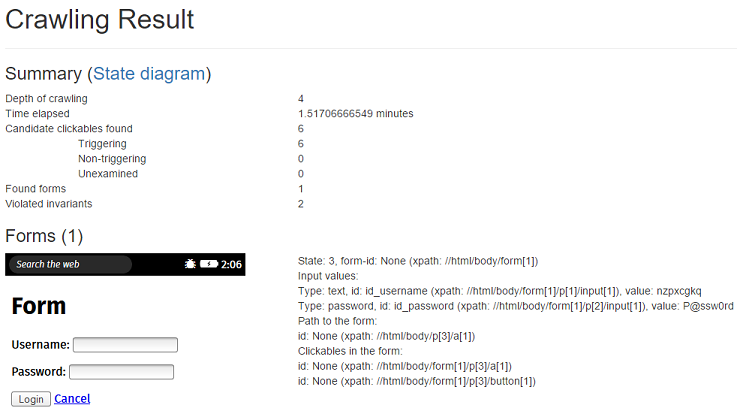 Crawling Result
Summary (State diagram)
Depth of crawling 4
Time elapsed 1.51706666549 minutes
Candidate clickables found 6
Triggering 6
Non-triggering 0
Unexamined 0
Found forms 1
Violated invariants 2
Forms (1)
Search the web 2:06
Form
Username:
Password:
Login Cancel
State: 3, form-id: None (xpath: //html/body/form[1])
Input values:
Type: text, id: id_username (xpath: //html/body/form[1]/p[1]/input[1]), value: nzpxcgkq
Type: password, id: id_password (xpath: //html/body/form[1]/p[2]/input[1]), value: P@ssw0rd
Path to the form:
id: None (xpath: //html/body/p[3]/a[1])
Clickables in the form:
id: None (xpath: //html/body/form[1]/p[3]/a[1])
id: None (xpath: //html/body/form[1]/p[3]/button[1])